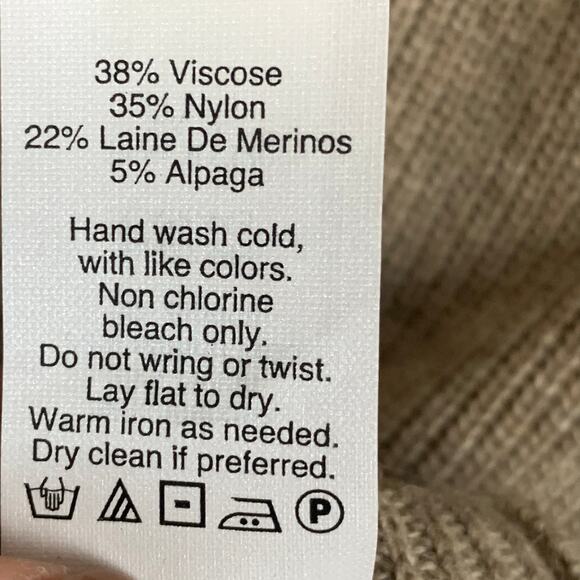 38% Viscose
35% Nylon
22% Laine De Merinos
5% Alpaga
Hand wash cold,
with like colors.
Non chlorine
bleach only.
Do not wring or twist.
Lay flat to dry.
Warm iron as needed.
Dry clean if preferred.
P